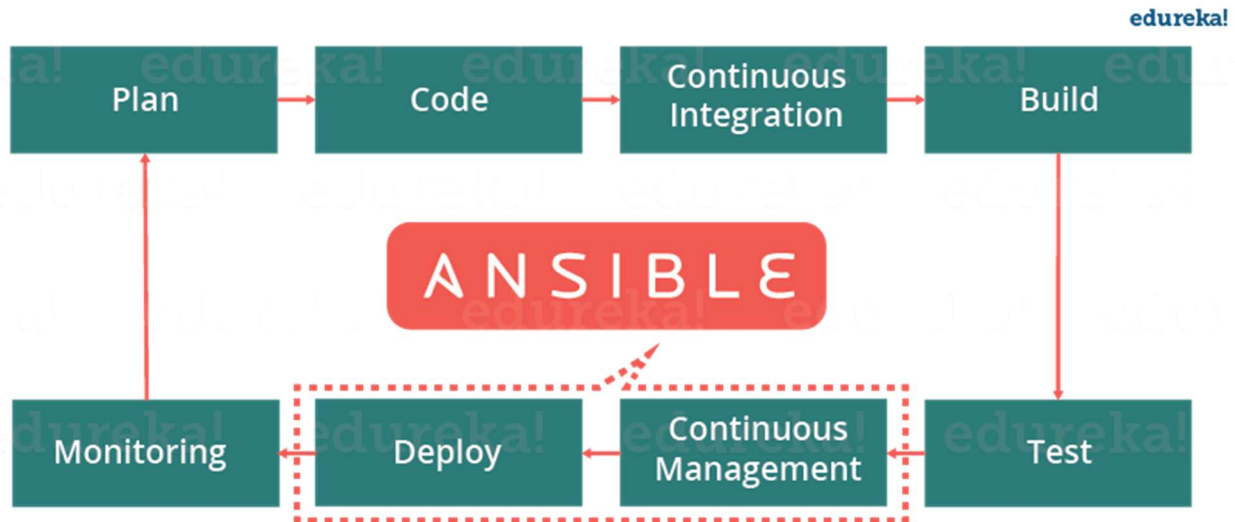 edureka!
Plan
Code
Continuous
Integration
Build
ANSIBLE
Monitoring
Deploy
Continuous
Management
Test